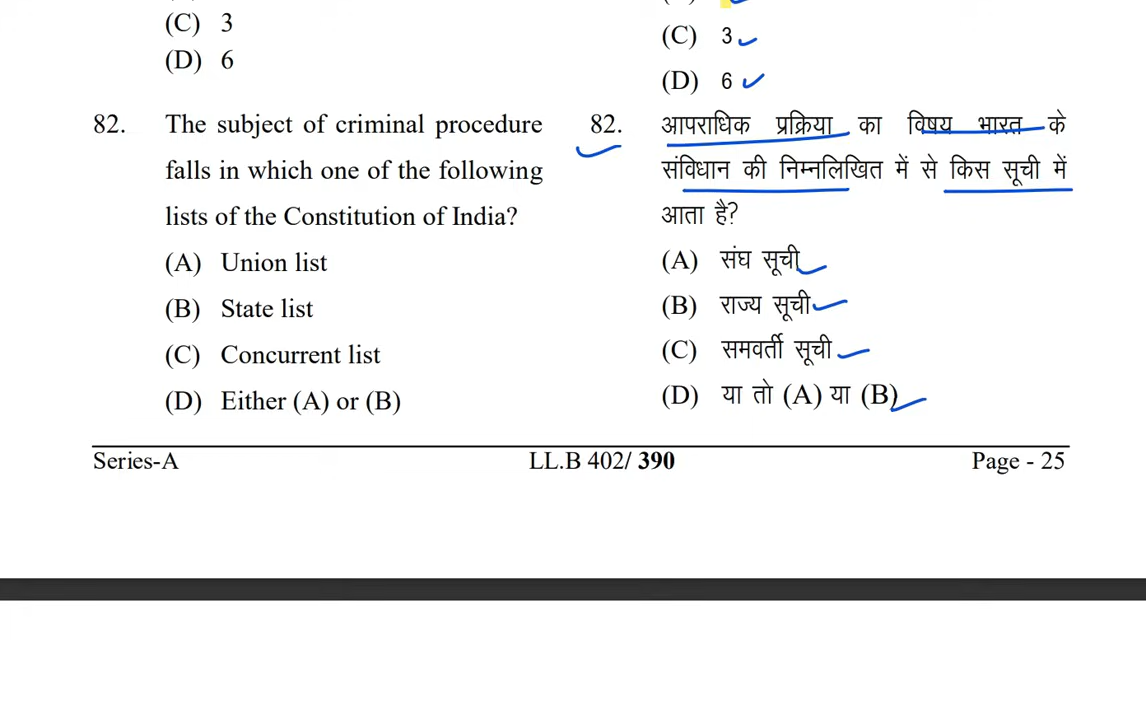 (C) 3
(D) 6
82. The subject of criminal procedure
falls in which one of the following
lists of the Constitution of India?
(A) Union list
(B) State list
(C) Concurrent list
(D) Either (A) or (B)
(C) 3
(D) 6
82. आपराधिक प्रक्रिया का विषय भारत के
संविधान की निम्नलिखित में से किस सूची में
आता है?
(A) संघ सूची
(B) राज्य सूची
(C) समवर्ती सूची
(D) या तो (A) या (B)
Series-A LL.B 402/ 390 Page - 25